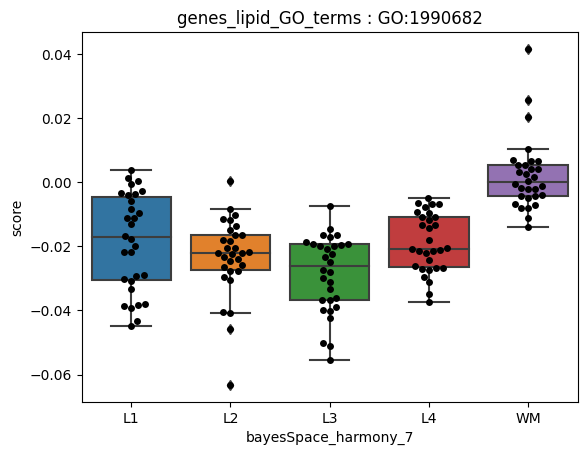 genes_lipid_GO_terms : GO:1990682
0.04
0.02
0.00
−0.02
−0.04
−0.06
score
L1 L2 L3 L4 WM
bayesSpace_harmony_7